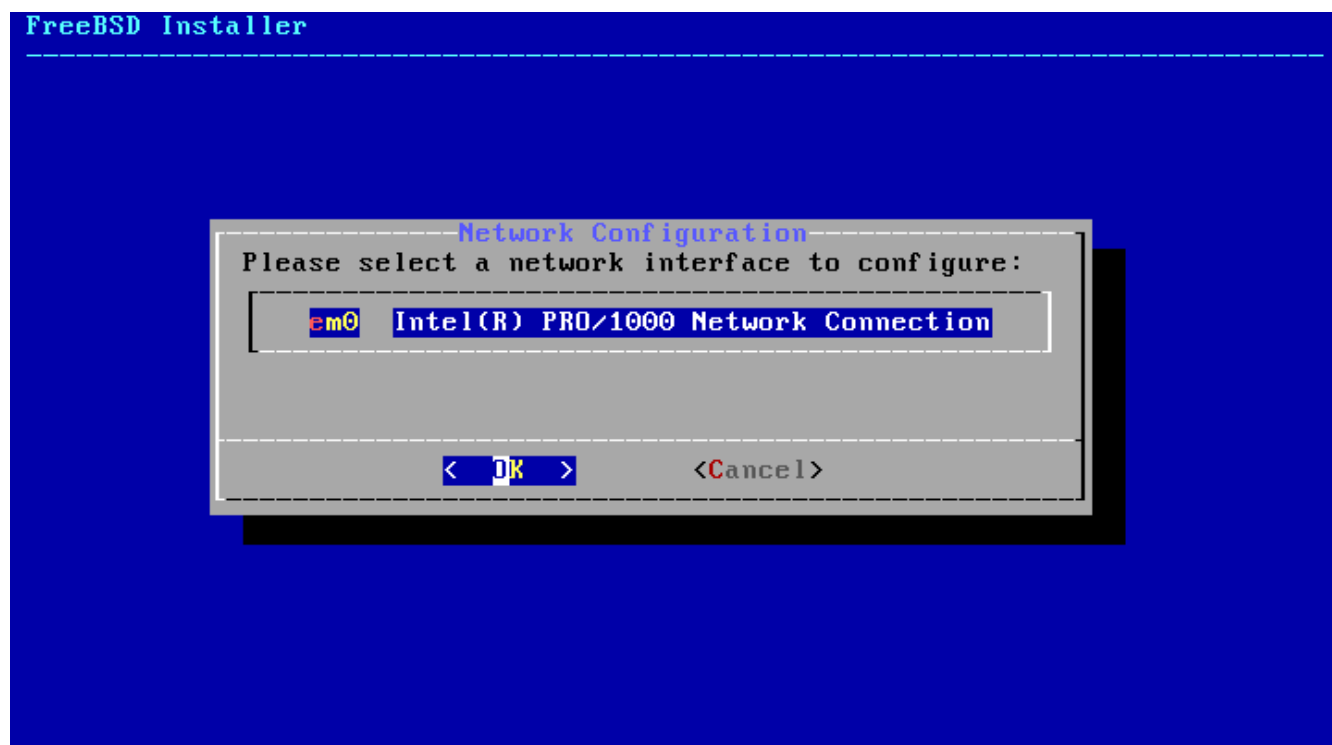 FreeBSD Installer
Network Configuration
Please select a network interface to configure:
em0 Intel(R) PRO/1000 Network Connection
< OK > <Cancel>